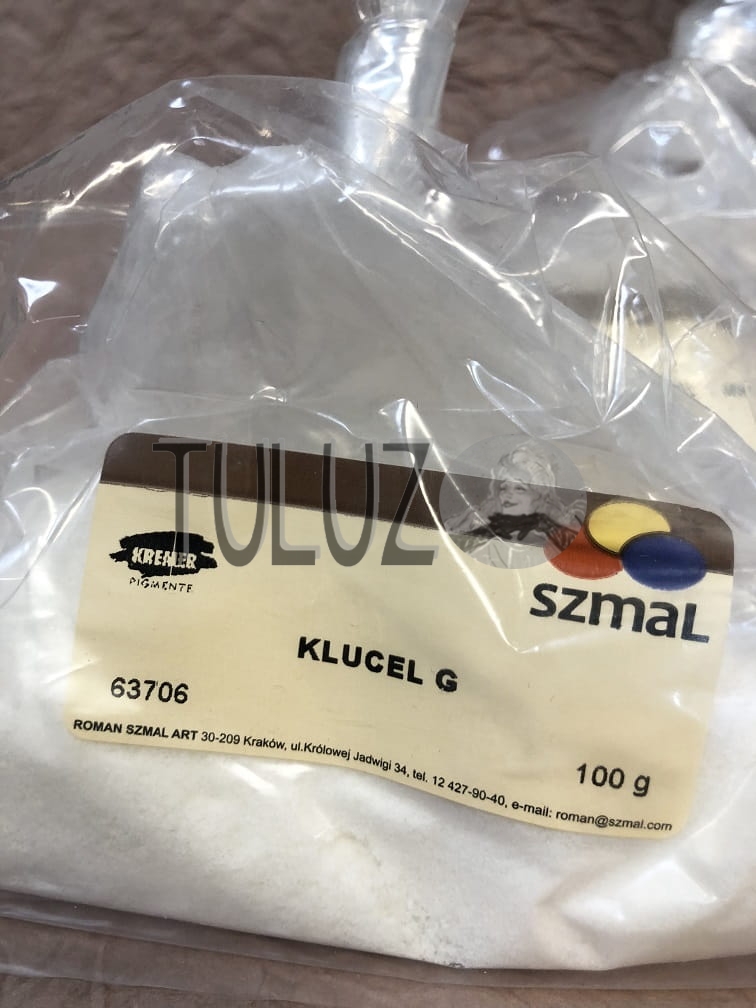 TULUZ
KREMER
PIGMENTE
szmaL
KLUCEL G
63706
100 g
ROMAN SZMAL ART 30-209 Kraków, ul.Królowej Jadwigi 34, tel. 12 427-90-40, e-mail: roman@szmal.com